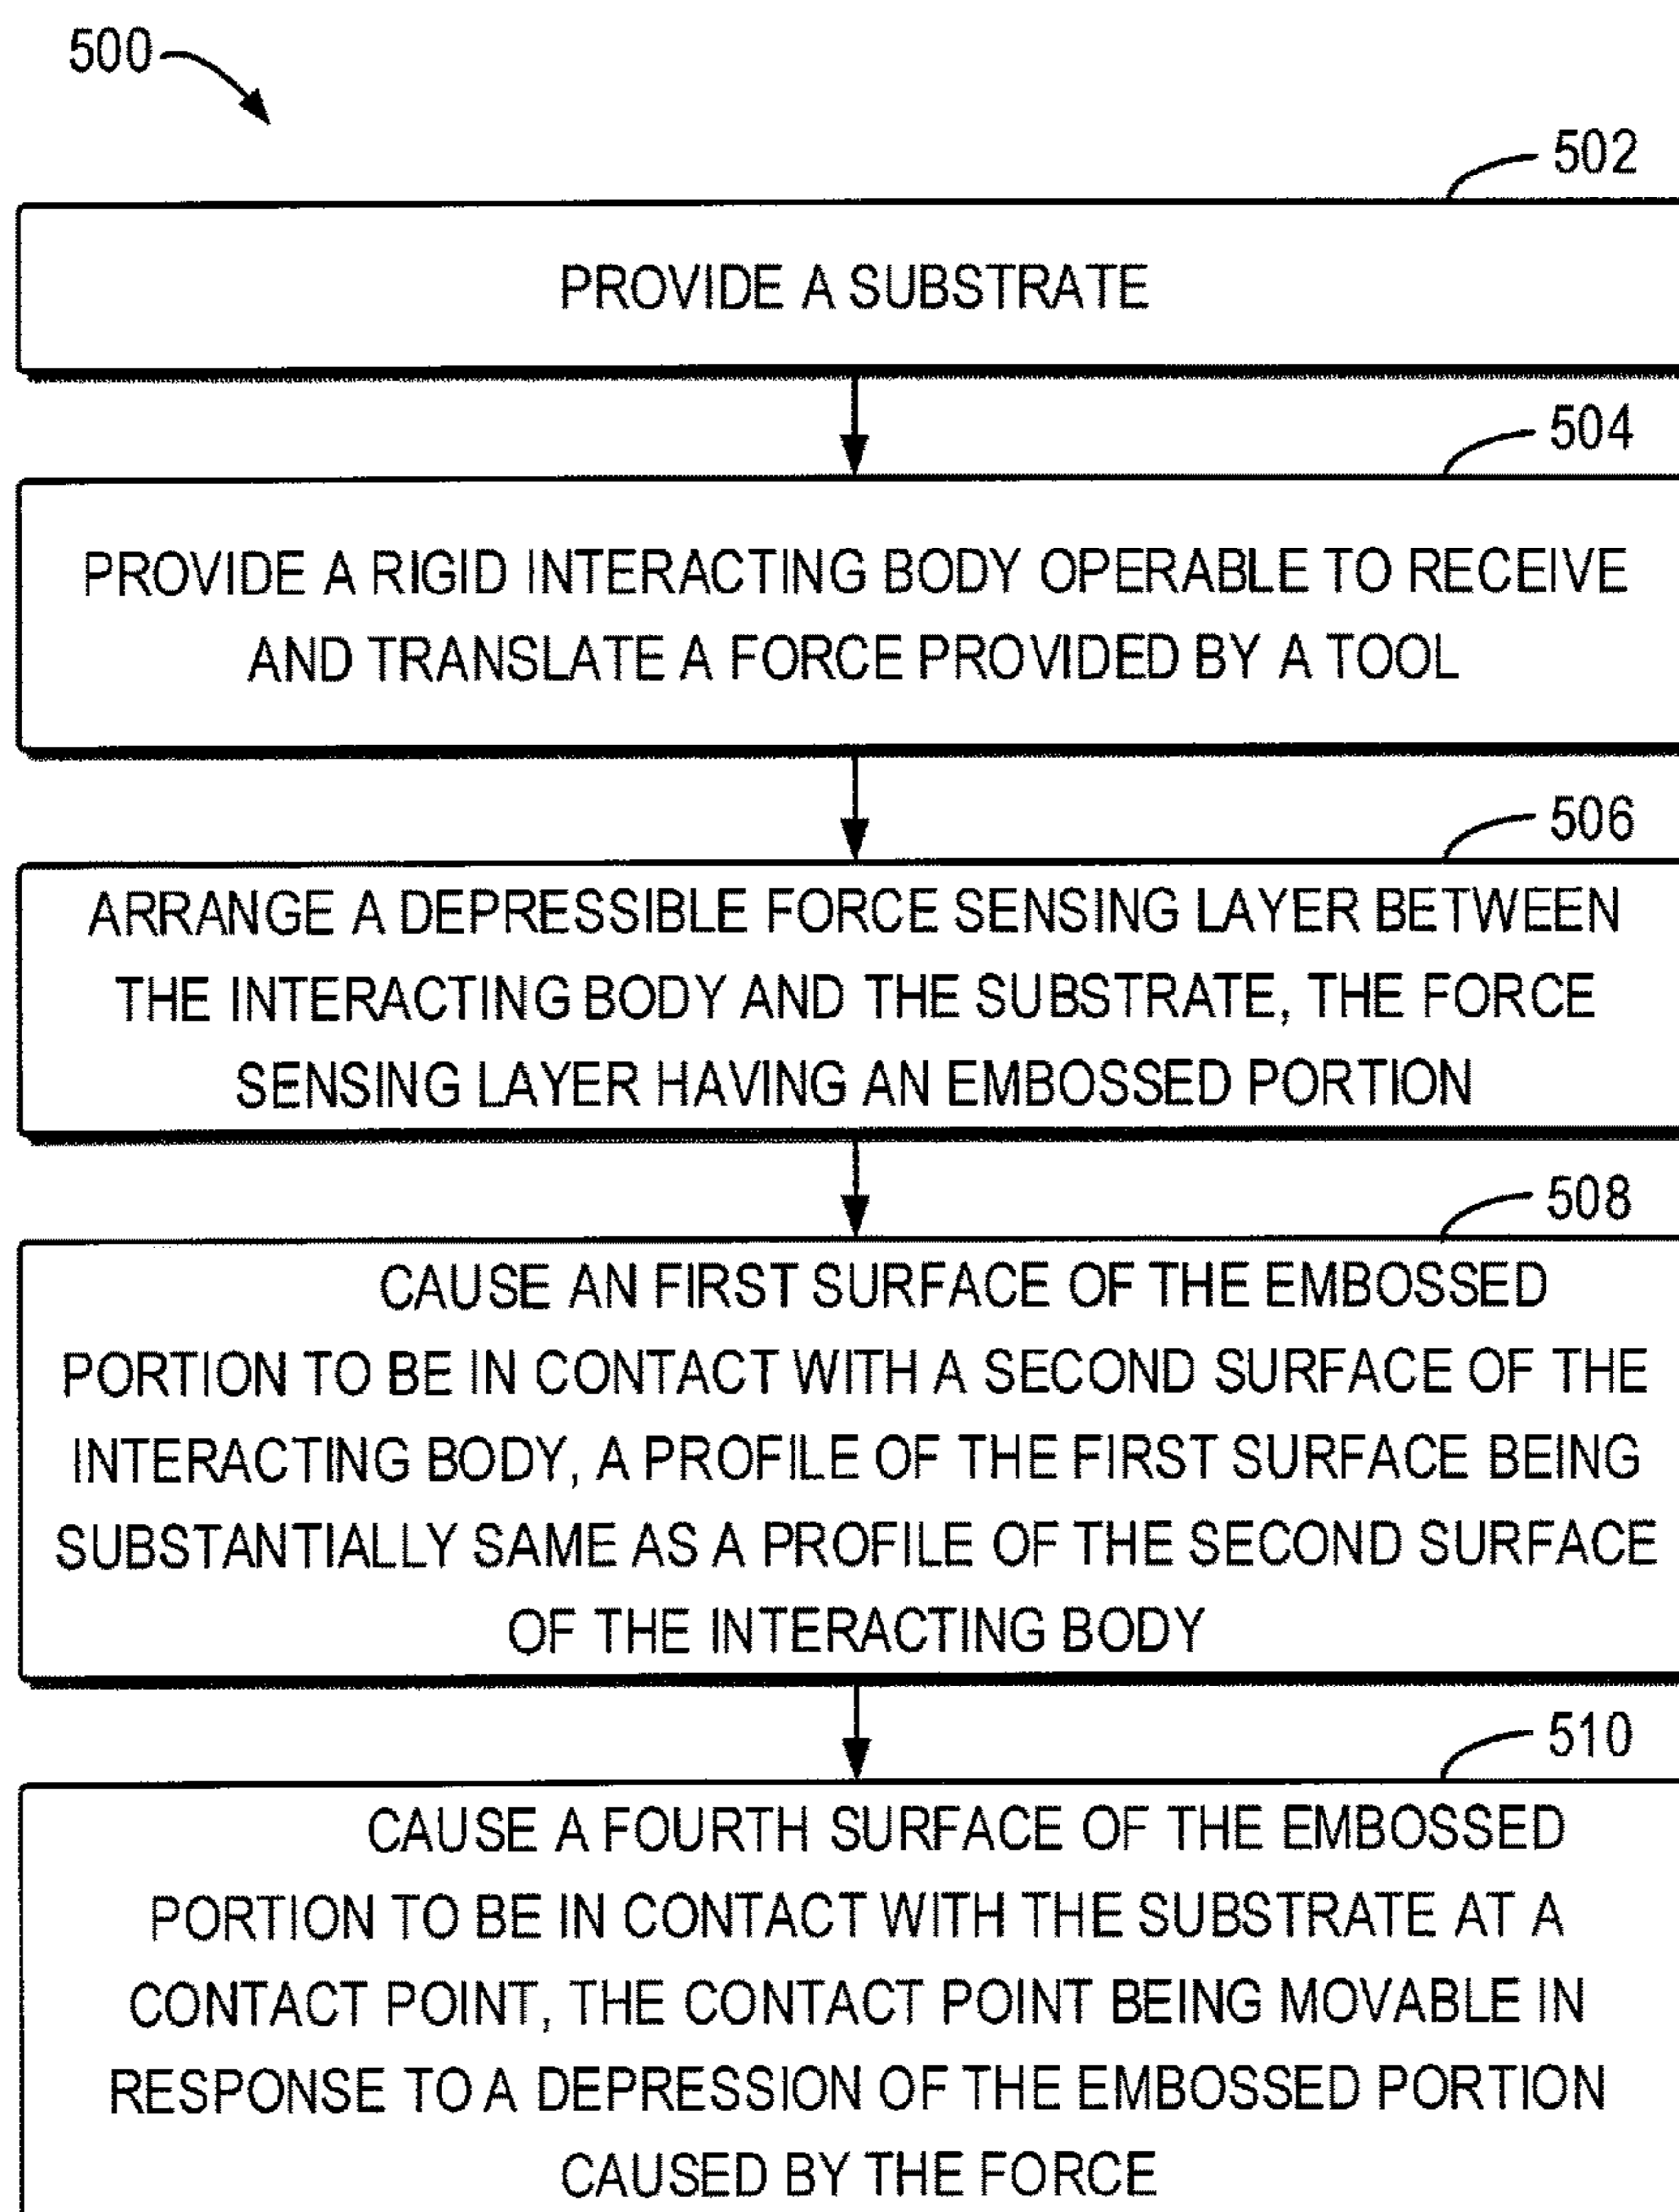 500
502
PROVIDE A SUBSTRATE
504
PROVIDE A RIGID INTERACTING BODY OPERABLE TO RECEIVE
AND TRANSLATE A FORCE PROVIDED BY A TOOL
506
ARRANGE A DEPRESSIBLE FORCE SENSING LAYER BETWEEN
THE INTERACTING BODY AND THE SUBSTRATE, THE FORCE
SENSING LAYER HAVING AN EMBOSSED PORTION
508
CAUSE AN FIRST SURFACE OF THE EMBOSSED
PORTION TO BE IN CONTACT WITH A SECOND SURFACE OF THE
INTERACTING BODY, A PROFILE OF THE FIRST SURFACE BEING
SUBSTANTIALLY SAME AS A PROFILE OF THE SECOND SURFACE
OF THE INTERACTING BODY
510
CAUSE A FOURTH SURFACE OF THE EMBOSSED
PORTION TO BE IN CONTACT WITH THE SUBSTRATE AT A
CONTACT POINT, THE CONTACT POINT BEING MOVABLE IN
RESPONSE TO A DEPRESSION OF THE EMBOSSED PORTION
CAUSED BY THE FORCE